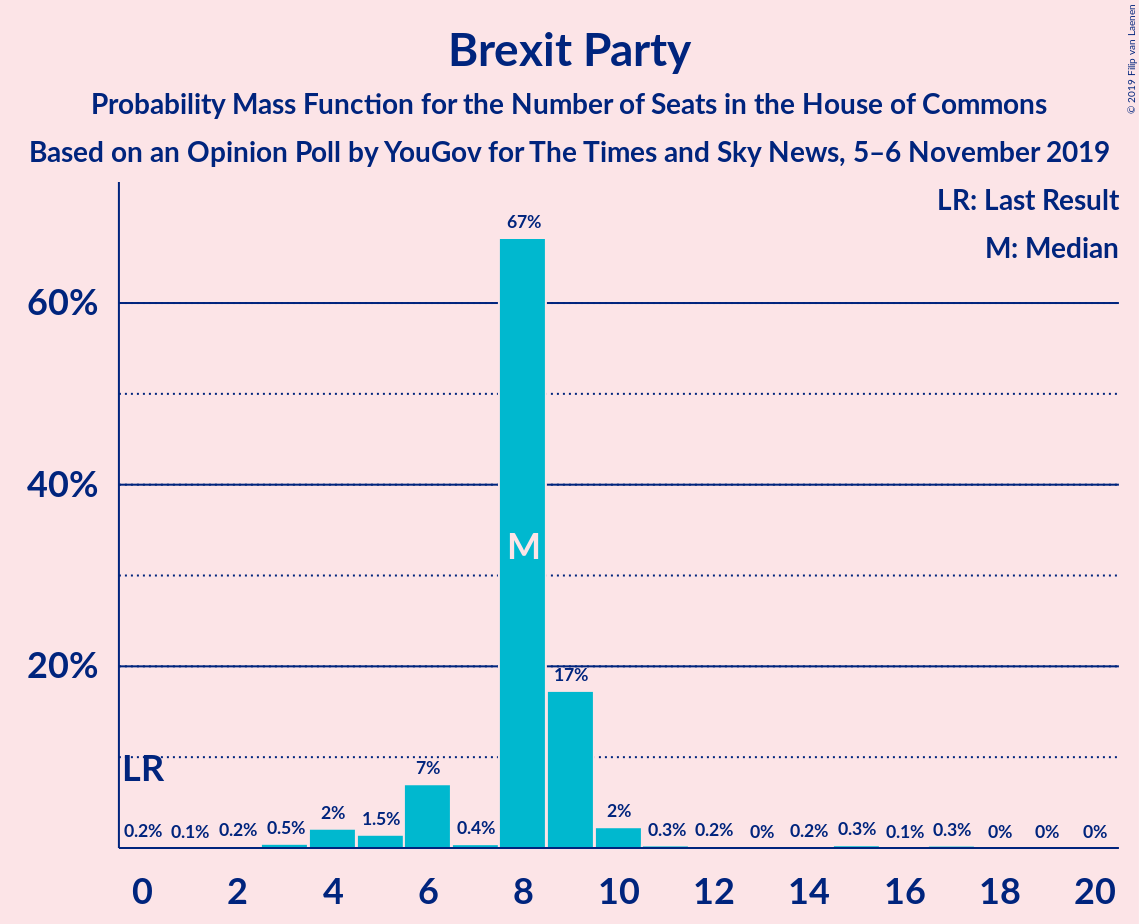 Brexit Party
Probability Mass Function for the Number of Seats in the House of Commons
Based on an Opinion Poll by YouGov for The Times and Sky News, 5–6 November 2019
© 2019 Filip van Laenen
LR: Last Result
M: Median
60%
40%
20%
LR
M
0.2% 0.1% 0.2% 0.5% 2% 1.5% 7% 0.4% 67% 17% 2% 0.3% 0.2% 0% 0.2% 0.3% 0.1% 0.3% 0% 0% 0%
0 2 4 6 8 10 12 14 16 18 20